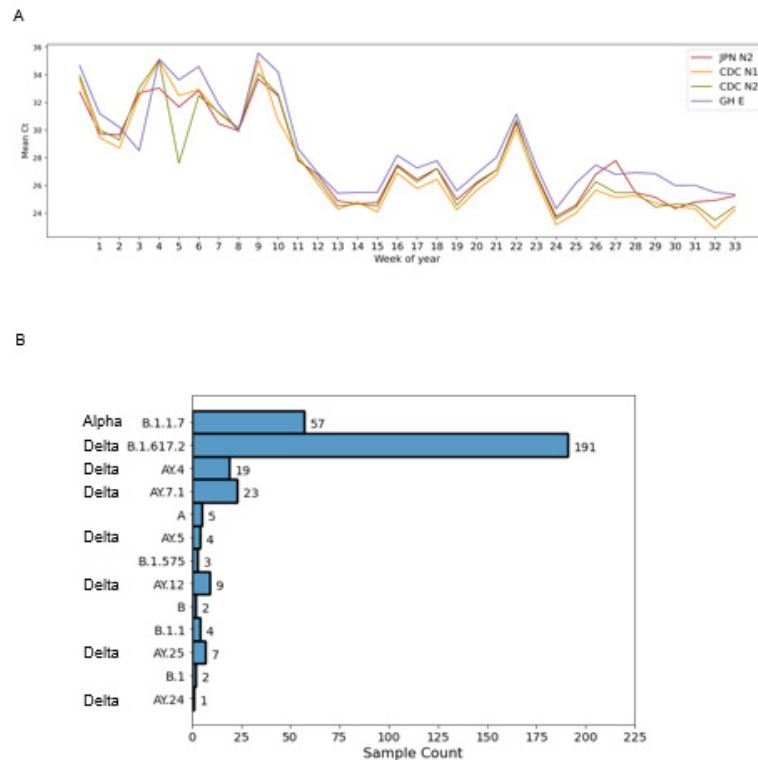 A
36
34
32
30
28
26
24
Mean Ct
JPN N2
CDC N1
CDC N2
GH E
1 2 3 4 5 6 7 8 9 10 11 12 13 14 15 16 17 18 19 20 21 22 23 24 25 26 27 28 29 30 31 32 33
Week of year
B
Alpha B.1.1.7 57
Delta B.1.617.2 191
Delta AY.4 19
Delta AY.7.1 23
A 5
Delta AY.5 4
B.1.575 3
Delta AY.12 9
B 2
B.1.1 4
Delta AY.25 7
B.1 2
Delta AY.24 1
0 25 50 75 100 125 150 175 200 225
Sample Count